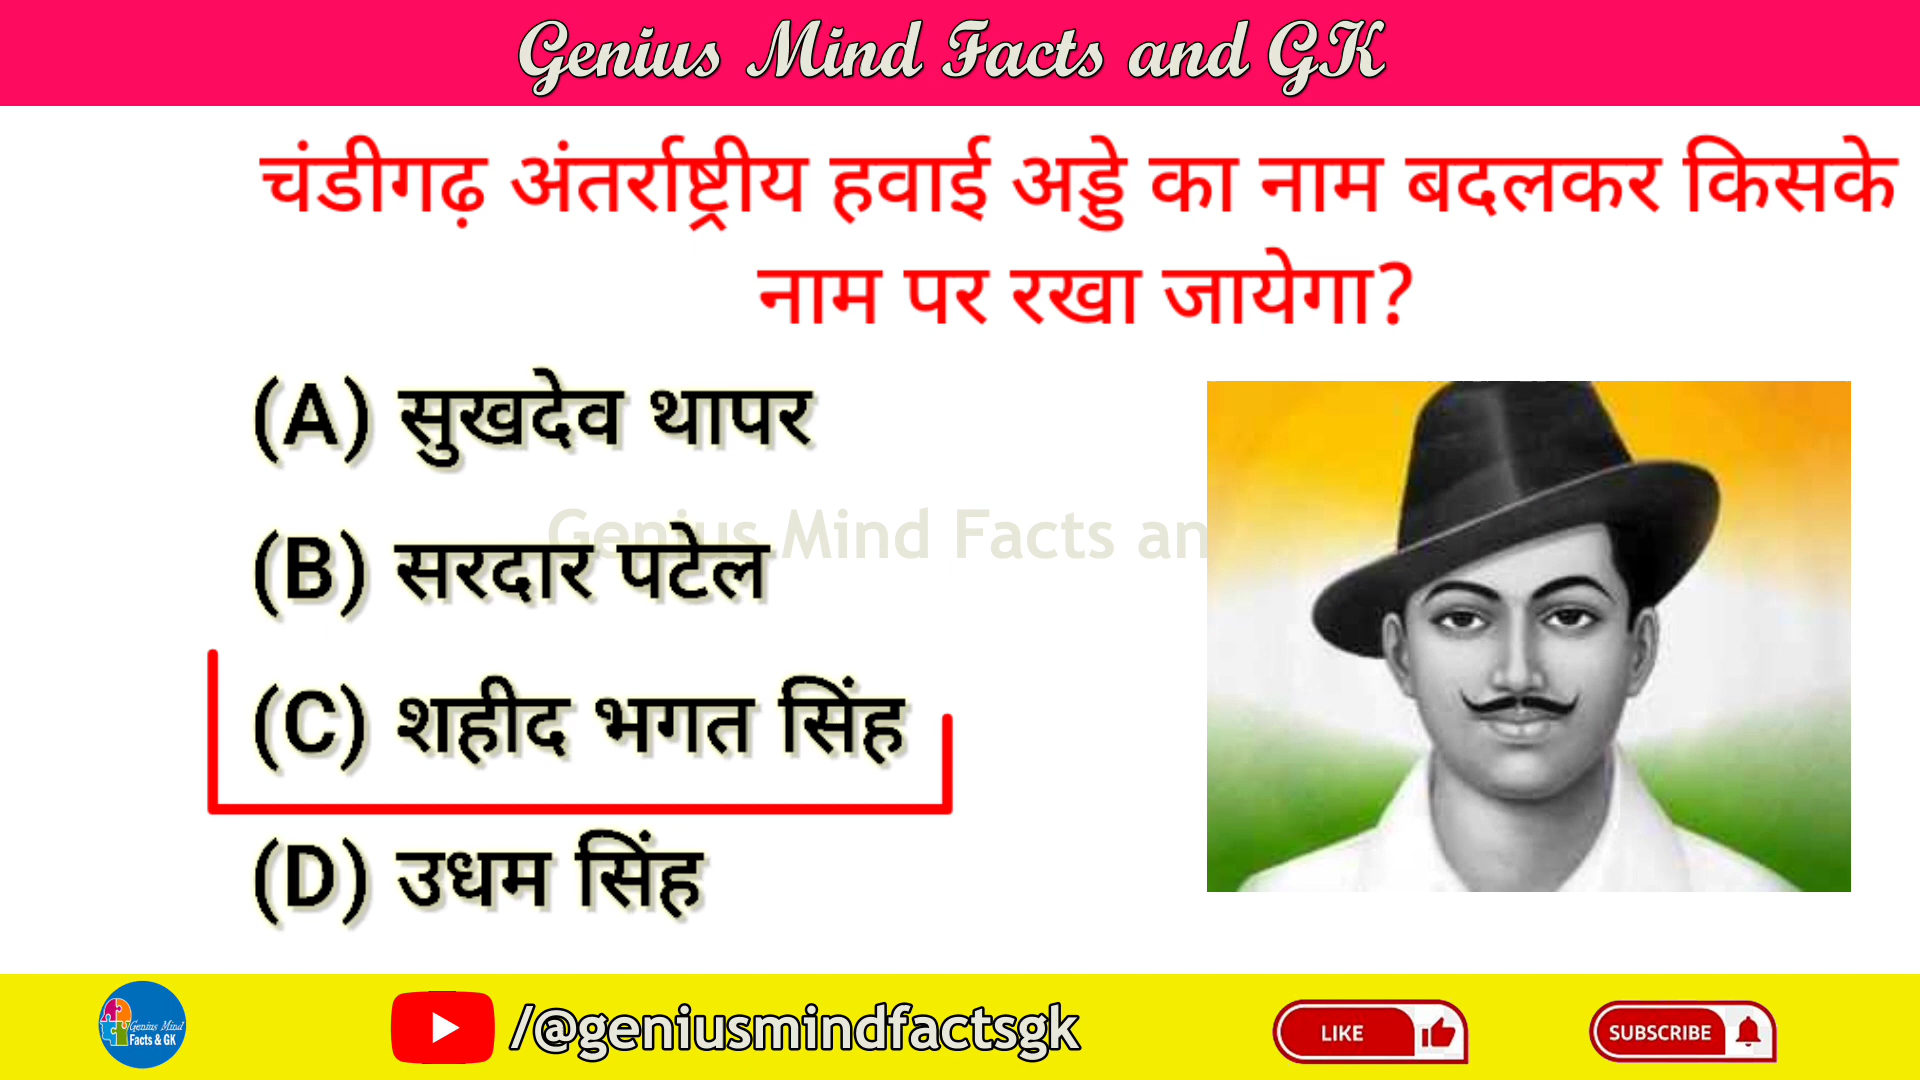 Genius Mind Facts and GK
चंडीगढ़ अंतर्राष्ट्रीय हवाई अड्डे का नाम बदलकर किसके
नाम पर रखा जायेगा?
(A) सुखदेव थापर
Genius Mind Facts an
(B) सरदार पटेल
(C) शहीद भगत सिंह
(D) उधम सिंह
Genius Mind
Facts & GK
/@geniusmindfactsgk
LIKE
SUBSCRIBE